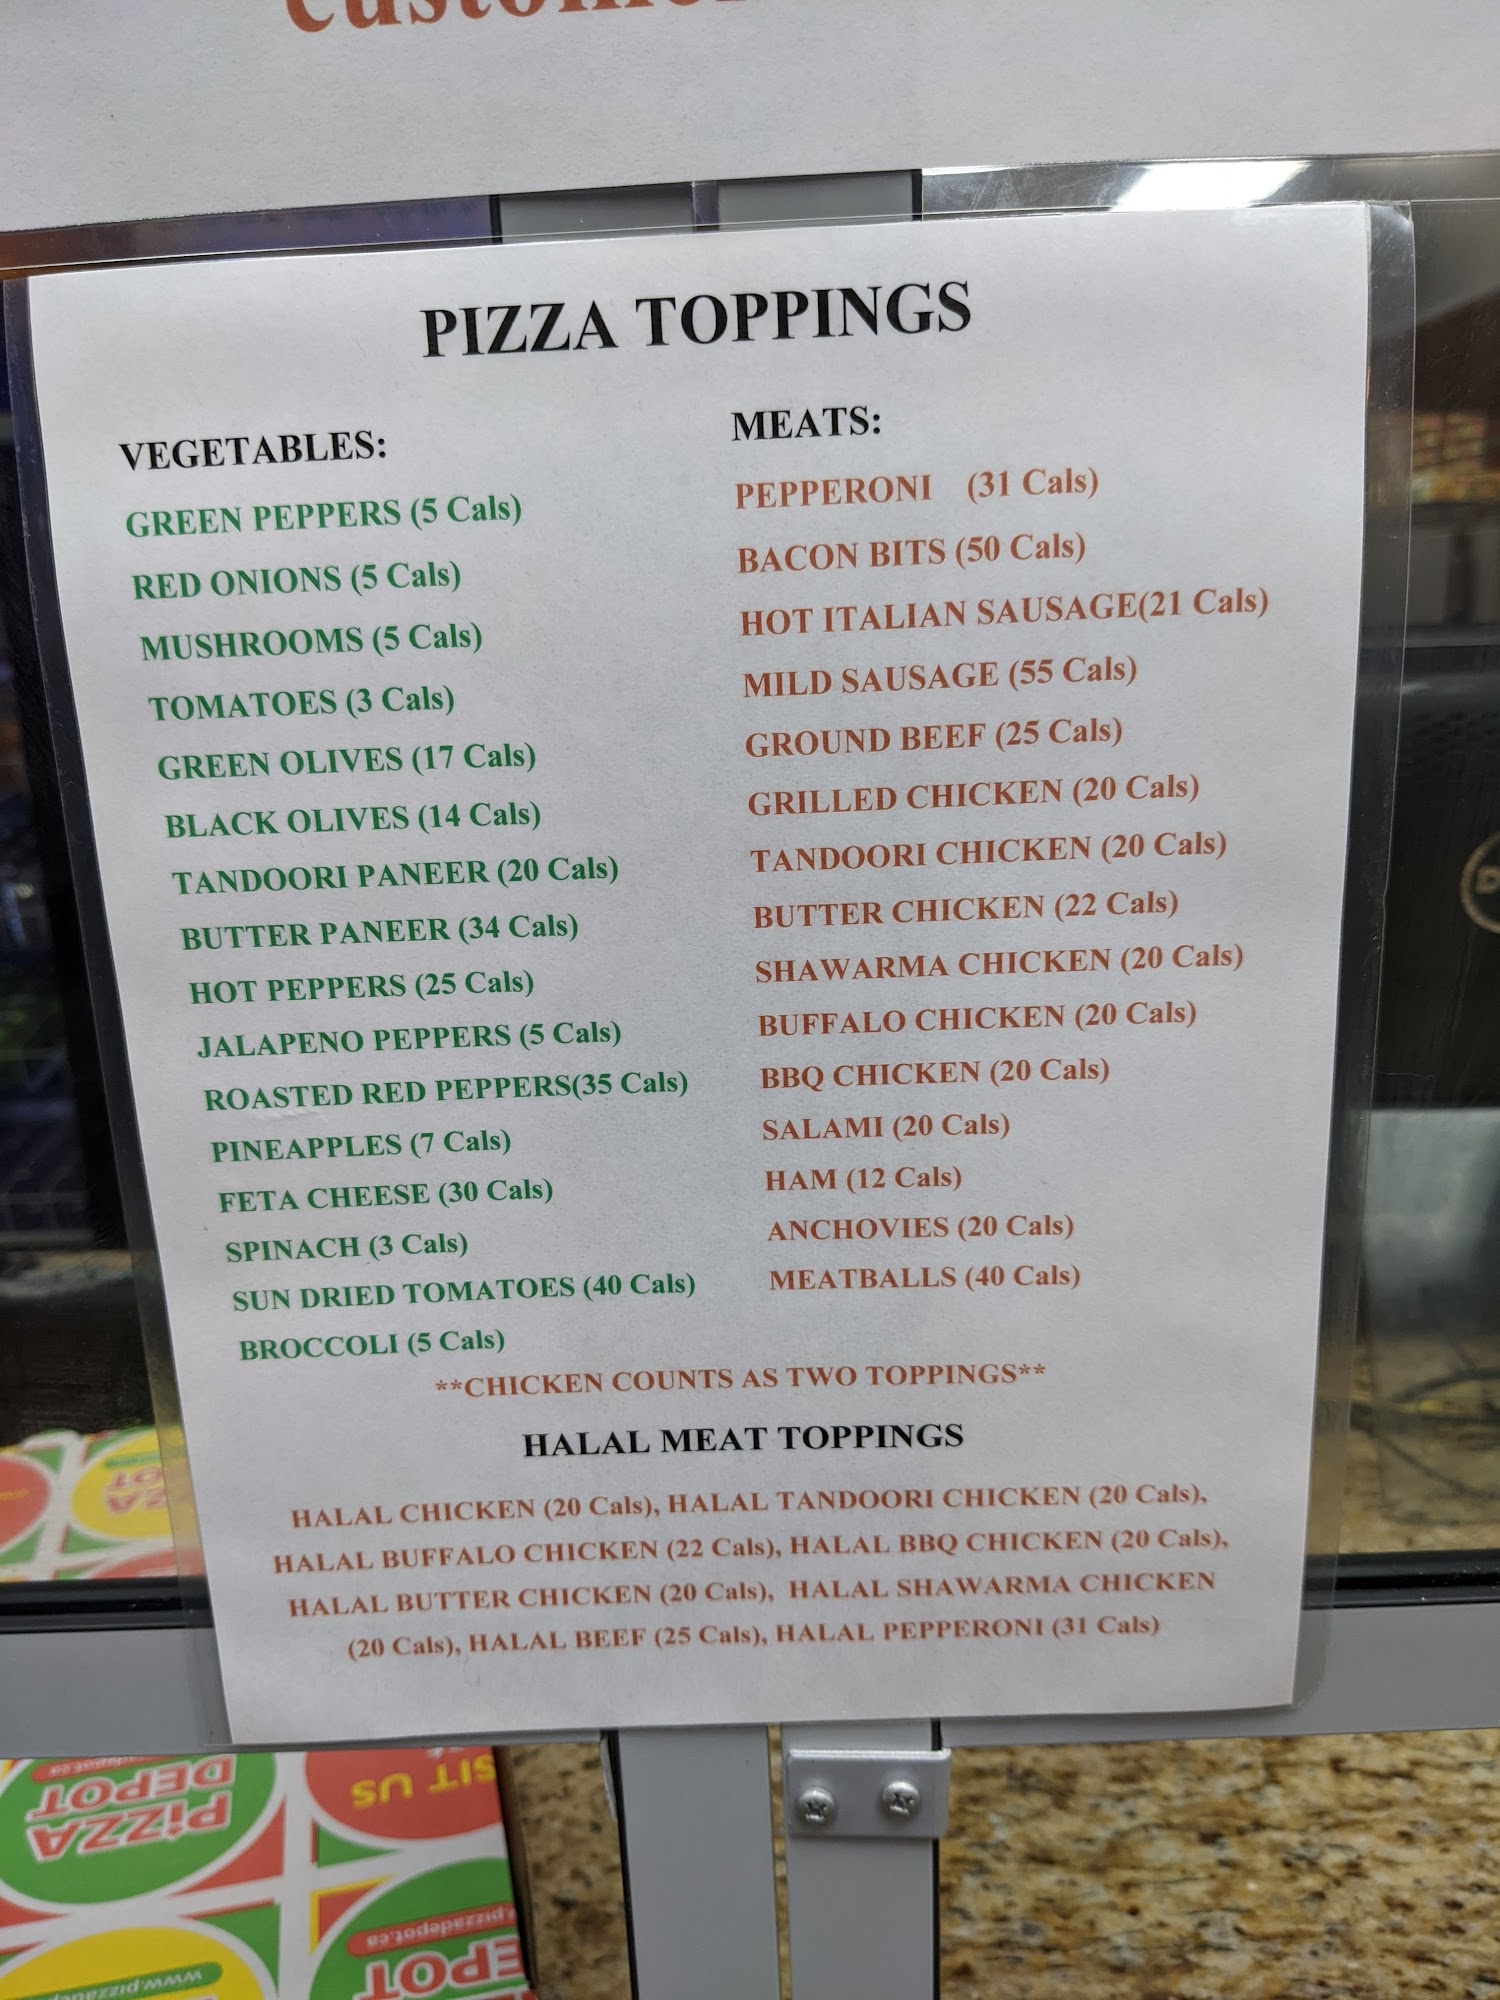 PIZZA TOPPINGS
VEGETABLES:
GREEN PEPPERS (5 Cals)
RED ONIONS (5 Cals)
MUSHROOMS (5 Cals)
TOMATOES (3 Cals)
GREEN OLIVES (17 Cals)
BLACK OLIVES (14 Cals)
TANDOORI PANEER (20 Cals)
BUTTER PANEER (34 Cals)
HOT PEPPERS (25 Cals)
JALAPENO PEPPERS (5 Cals)
ROASTED RED PEPPERS(35 Cals)
PINEAPPLES (7 Cals)
FETA CHEESE (30 Cals)
SPINACH (3 Cals)
SUN DRIED TOMATOES (40 Cals)
BROCCOLI (5 Cals)
MEATS:
PEPPERONI (31 Cals)
BACON BITS (50 Cals)
HOT ITALIAN SAUSAGE(21 Cals)
MILD SAUSAGE (55 Cals)
GROUND BEEF (25 Cals)
GRILLED CHICKEN (20 Cals)
TANDOORI CHICKEN (20 Cals)
BUTTER CHICKEN (22 Cals)
SHAWARMA CHICKEN (20 Cals)
BUFFALO CHICKEN (20 Cals)
BBQ CHICKEN (20 Cals)
SALAMI (20 Cals)
HAM (12 Cals)
ANCHOVIES (20 Cals)
MEATBALLS (40 Cals)
**CHICKEN COUNTS AS TWO TOPPINGS**
HALAL MEAT TOPPINGS
HALAL CHICKEN (20 Cals), HALAL TANDOORI CHICKEN (20 Cals),
HALAL BUFFALO CHICKEN (22 Cals), HALAL BBQ CHICKEN (20 Cals),
HALAL BUTTER CHICKEN (20 Cals), HALAL SHAWARMA CHICKEN
(20 Cals), HALAL BEEF (25 Cals), HALAL PEPPERONI (31 Cals)
PiZZA
DEPOT
US